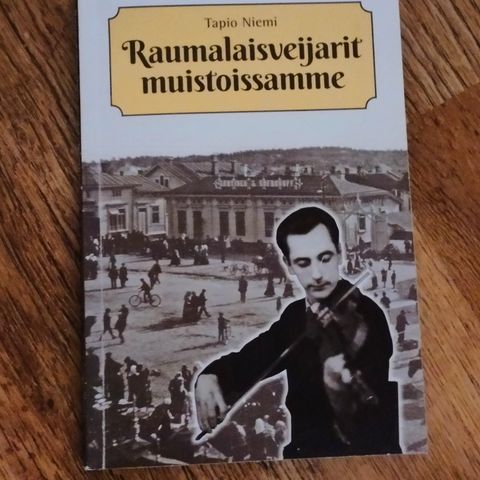 Tapio Niemi
Raumalaisveijarit
muistoissamme